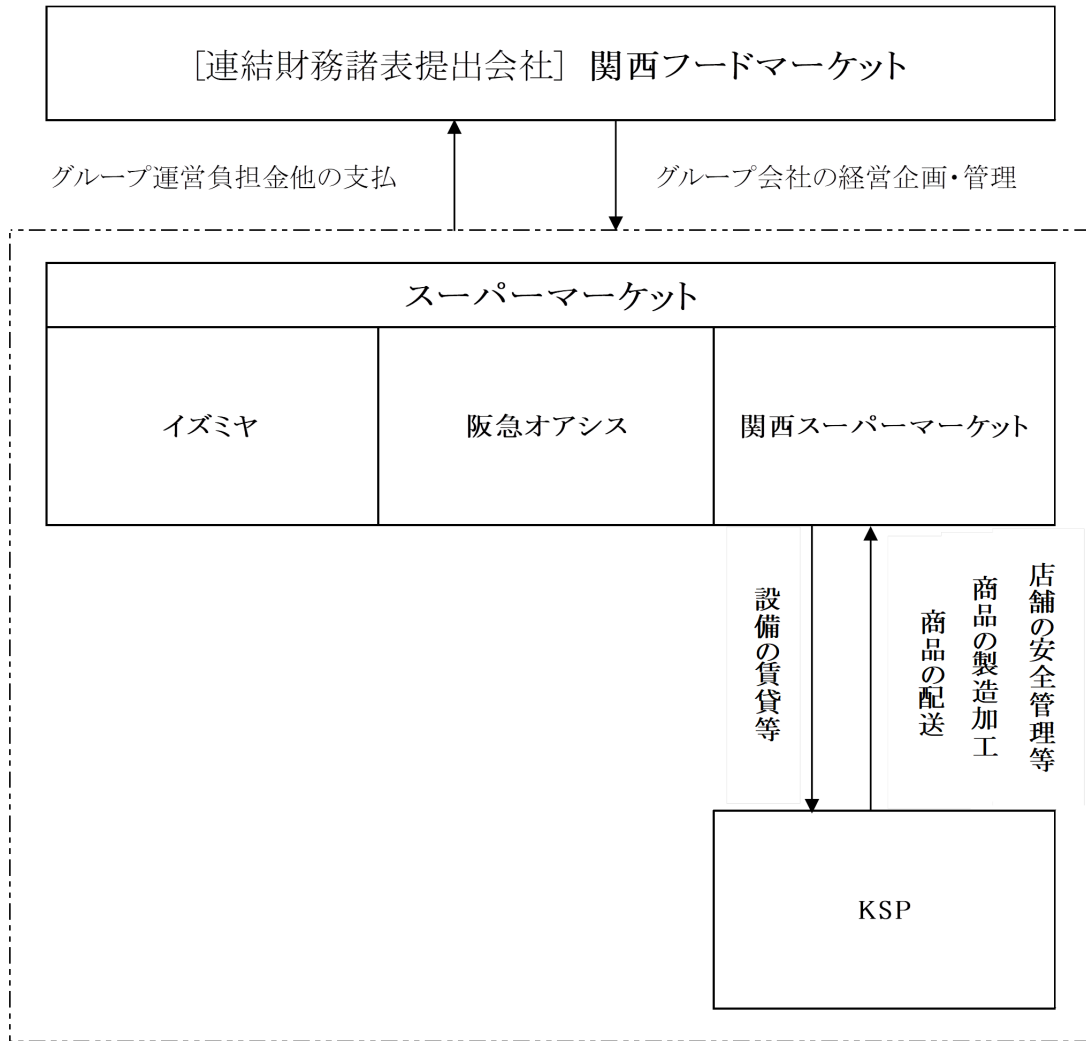 [連結財務諸表提出会社] 関西フードマーケット
グループ運営負担金他の支払
グループ会社の経営企画・管理
スーパーマーケット
イズミヤ
阪急オアシス
関西スーパーマーケット
設備の賃貸等
店舗の安全管理等
商品の製造加工
商品の配送
KSP